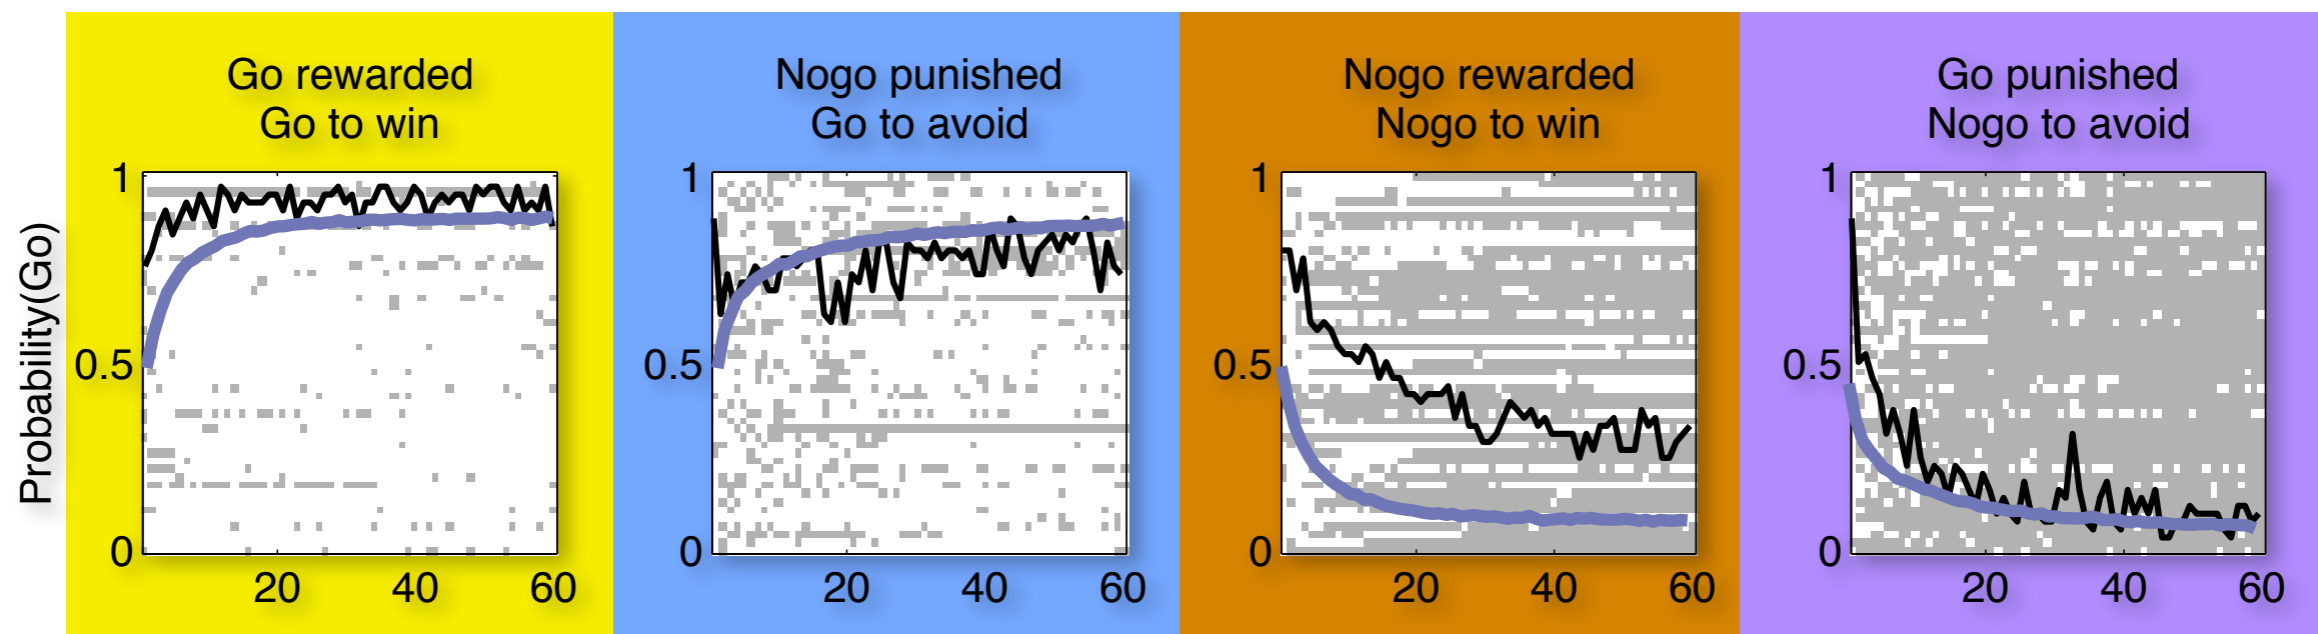 Go rewarded
Go to win
Nogo punished
Go to avoid
Nogo rewarded
Nogo to win
Go punished
Nogo to avoid
Probability(Go)
1
0.5
0
20 40 60
1
0.5
0
20 40 60
1
0.5
0
20 40 60
1
0.5
0
20 40 60